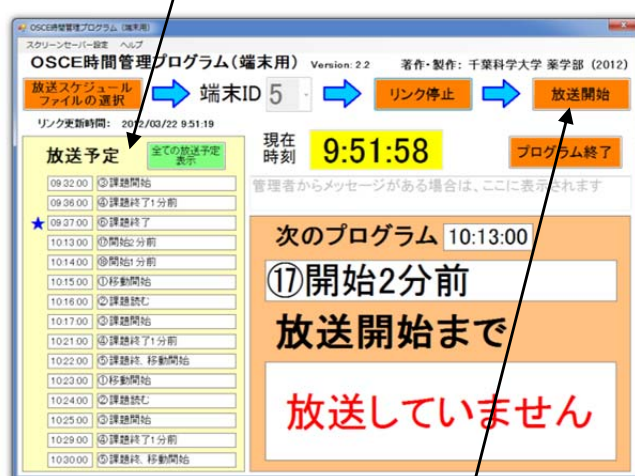 OSCE時間管理プログラム (端末用)
スクリーンセーバー設定 ヘルプ
OSCE時間管理プログラム(端末用) Version: 2.2 著作・製作: 千葉科学大学 薬学部 (2012)
放送スケジュール
ファイルの選択
端末ID 5
リンク停止
放送開始
リンク更新時間: 2012/03/22 9:51:19
放送予定
全ての放送予定
表示
現在
時刻
9:51:58
プログラム終了
管理者からメッセージがある場合は、ここに表示されます
09:32:00 ③課題開始
09:36:00 ④課題終了1分前
★ 09:37:00 ⑥課題終了
10:13:00 ⑰開始2分前
10:14:00 ⑱開始1分前
10:15:00 ①移動開始
10:16:00 ②課題読む
10:17:00 ③課題開始
10:21:00 ④課題終了1分前
10:22:00 ⑤課題終、移動開始
10:23:00 ①移動開始
10:24:00 ②課題読む
10:25:00 ③課題開始
10:29:00 ④課題終了1分前
10:30:00 ⑤課題終、移動開始
次のプログラム 10:13:00
⑰開始2分前
放送開始まで
放送していません